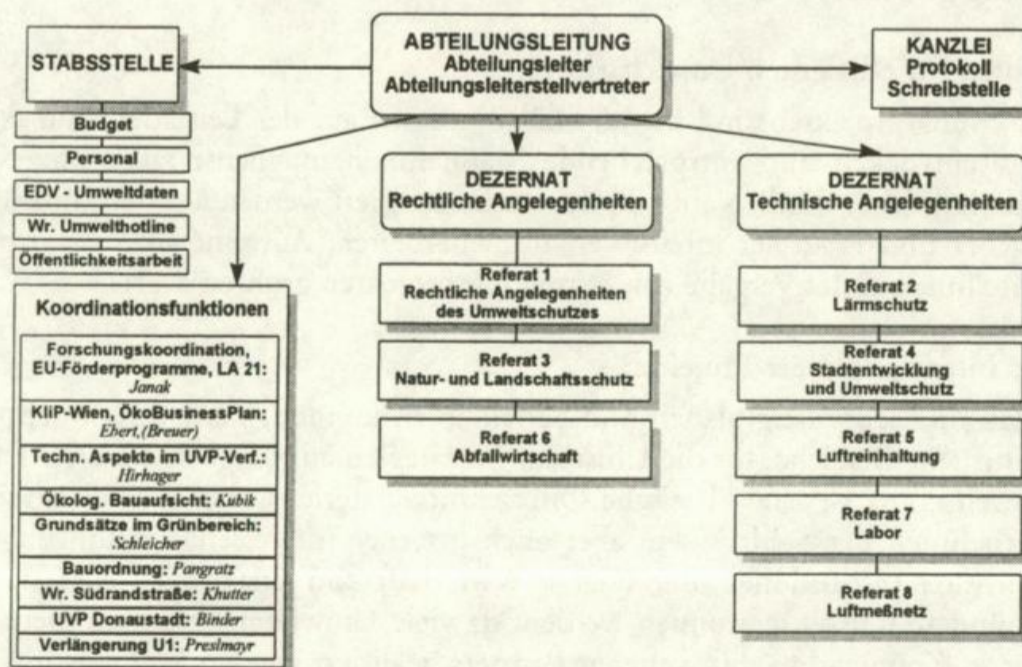 STABSSTELLE
Budget
Personal
EDV - Umweltdaten
Wr. Umwelthotline
Öffentlichkeitsarbeit
ABTEILUNGSLEITUNG
Abteilungsleiter
Abteilungsleiterstellvertreter
KANZLEI
Protokoll
Schreibstelle
Koordinationsfunktionen
Forschungskoordination,
EU-Förderprogramme, LA 21:
Janak
KliP-Wien, ÖkoBusinessPlan:
Ebert,(Breuer)
Techn. Aspekte im UVP-Verf.:
Hirhager
Ökolog. Bauaufsicht: Kubik
Grundsätze im Grünbereich:
Schleicher
Bauordnung: Pangratz
Wr. Südrandstraße: Khutter
UVP Donaustadt: Binder
Verlängerung U1: Preslmayr
DEZERNAT
Rechtliche Angelegenheiten
Referat 1
Rechtliche Angelegenheiten
des Umweltschutzes
Referat 3
Natur- und Landschaftsschutz
Referat 6
Abfallwirtschaft
DEZERNAT
Technische Angelegenheiten
Referat 2
Lärmschutz
Referat 4
Stadtentwicklung
und Umweltschutz
Referat 5
Luftreinhaltung
Referat 7
Labor
Referat 8
Luftmeßnetz